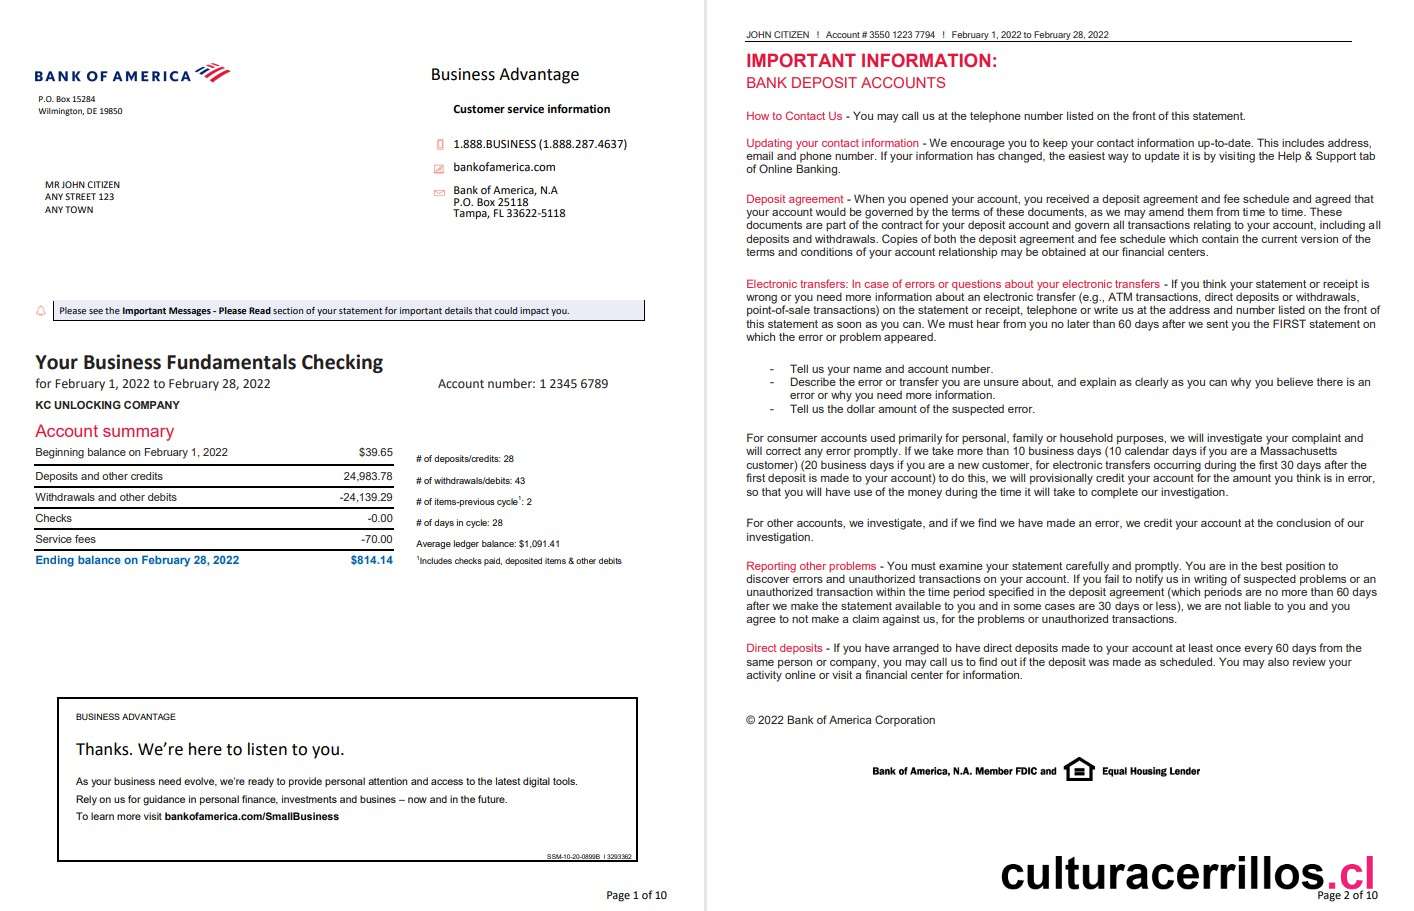 BANK OF AMERICA
P.O. Box 15284
Wilmington, DE 19850
Business Advantage
Customer service information
1.888.BUSINESS (1.888.287.4637)
bankofamerica.com
Bank of America, N.A
P.O. Box 25118
Tampa, FL 33622-5118
MR JOHN CITIZEN
ANY STREET 123
ANY TOWN
Please see the Important Messages - Please Read section of your statement for important details that could impact you.
Your Business Fundamentals Checking
for February 1, 2022 to February 28, 2022 Account number: 1 2345 6789
KC UNLOCKING COMPANY
Account summary
Beginning balance on February 1, 2022 $39.65
Deposits and other credits 24,983.78
Withdrawals and other debits -24,139.29
Checks -0.00
Service fees -70.00
Ending balance on February 28, 2022 $814.14
# of deposits/credits: 28
# of withdrawals/debits: 43
# of items-previous cycle¹: 2
# of days in cycle: 28
Average ledger balance: $1,091.41
¹Includes checks paid, deposited items & other debits
BUSINESS ADVANTAGE
Thanks. We're here to listen to you.
As your business need evolve, we're ready to provide personal attention and access to the latest digital tools.
Rely on us for guidance in personal finance, investments and busines – now and in the future.
To learn more visit bankofamerica.com/SmallBusiness
SSM-10-20-0899B I 3293362
Page 1 of 10
JOHN CITIZEN ! Account # 3550 1223 7794 ! February 1, 2022 to February 28, 2022
IMPORTANT INFORMATION:
BANK DEPOSIT ACCOUNTS
How to Contact Us - You may call us at the telephone number listed on the front of this statement.
Updating your contact information - We encourage you to keep your contact information up-to-date. This includes address,
email and phone number. If your information has changed, the easiest way to update it is by visiting the Help & Support tab
of Online Banking.
Deposit agreement - When you opened your account, you received a deposit agreement and fee schedule and agreed that
your account would be governed by the terms of these documents, as we may amend them from time to time. These
documents are part of the contract for your deposit account and govern all transactions relating to your account, including all
deposits and withdrawals. Copies of both the deposit agreement and fee schedule which contain the current version of the
terms and conditions of your account relationship may be obtained at our financial centers.
Electronic transfers: In case of errors or questions about your electronic transfers - If you think your statement or receipt is
wrong or you need more information about an electronic transfer (e.g., ATM transactions, direct deposits or withdrawals,
point-of-sale transactions) on the statement or receipt, telephone or write us at the address and number listed on the front of
this statement as soon as you can. We must hear from you no later than 60 days after we sent you the FIRST statement on
which the error or problem appeared.
- Tell us your name and account number.
- Describe the error or transfer you are unsure about, and explain as clearly as you can why you believe there is an
error or why you need more information.
- Tell us the dollar amount of the suspected error.
For consumer accounts used primarily for personal, family or household purposes, we will investigate your complaint and
will correct any error promptly. If we take more than 10 business days (10 calendar days if you are a Massachusetts
customer) (20 business days if you are a new customer, for electronic transfers occurring during the first 30 days after the
first deposit is made to your account) to do this, we will provisionally credit your account for the amount you think is in error,
so that you will have use of the money during the time it will take to complete our investigation.
For other accounts, we investigate, and if we find we have made an error, we credit your account at the conclusion of our
investigation.
Reporting other problems - You must examine your statement carefully and promptly. You are in the best position to
discover errors and unauthorized transactions on your account. If you fail to notify us in writing of suspected problems or an
unauthorized transaction within the time period specified in the deposit agreement (which periods are no more than 60 days
after we make the statement available to you and in some cases are 30 days or less), we are not liable to you and you
agree to not make a claim against us, for the problems or unauthorized transactions.
Direct deposits - If you have arranged to have direct deposits made to your account at least once every 60 days from the
same person or company, you may call us to find out if the deposit was made as scheduled. You may also review your
activity online or visit a financial center for information.
© 2022 Bank of America Corporation
Bank of America, N.A. Member FDIC and Equal Housing Lender
culturacerrillos.cl
Page 2 of 10